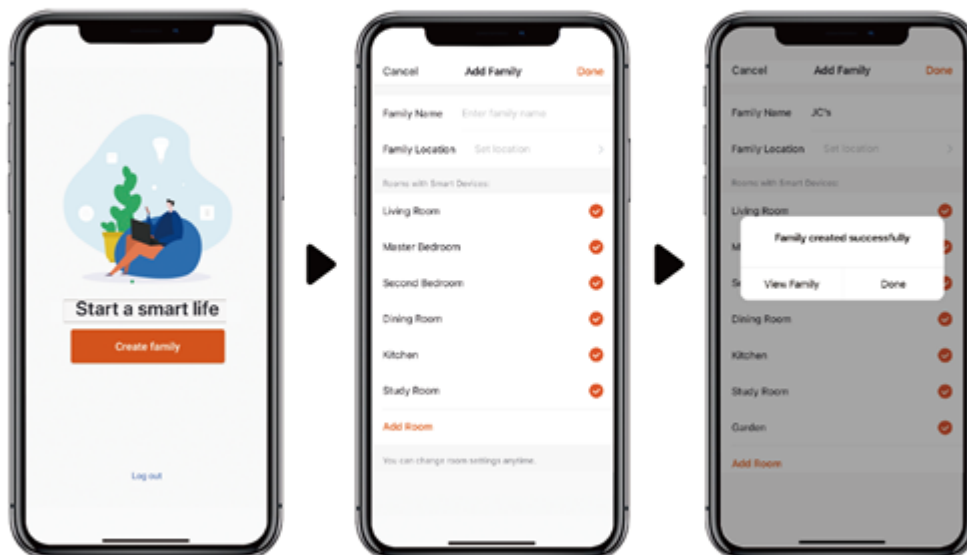 Start a smart life
Create family
Log out
Cancel Add Family Done
Family Name Enter family name
Family Location Set location
Rooms with Smart Devices:
Living Room
Master Bedroom
Second Bedroom
Dining Room
Kitchen
Study Room
Add Room
You can change room settings anytime.
Cancel Add Family Done
Family Name JC's
Family Location Set location
Rooms with Smart Devices:
Living Room
Family created successfully
View Family Done
Dining Room
Kitchen
Study Room
Garden
Add Room